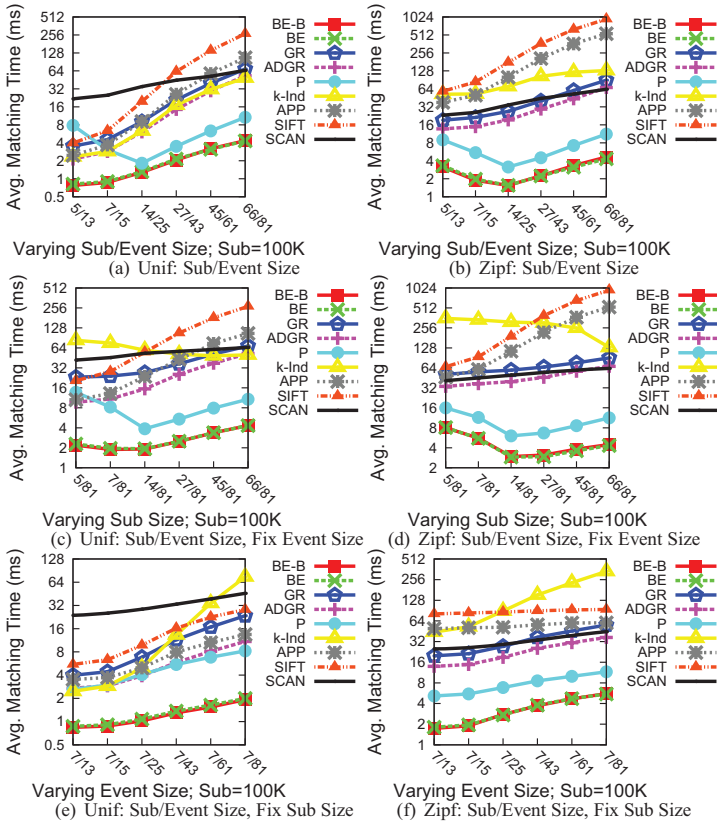 Avg. Matching Time (ms)
512
256
128
64
32
16
8
4
2
1
0.5
5/13
7/15
14/25
27/43
45/61
66/81
BE-B
BE
GR
ADGR
P
k-Ind
APP
SIFT
SCAN
Varying Sub/Event Size; Sub=100K
(a) Unif: Sub/Event Size
Avg. Matching Time (ms)
1024
512
256
128
64
32
16
8
4
2
1
5/13
7/15
14/25
27/43
45/61
66/81
BE-B
BE
GR
ADGR
P
k-Ind
APP
SIFT
SCAN
Varying Sub/Event Size; Sub=100K
(b) Zipf: Sub/Event Size
Avg. Matching Time (ms)
512
256
128
64
32
16
8
4
2
1
5/81
7/81
14/81
27/81
45/81
66/81
BE-B
BE
GR
ADGR
P
k-Ind
APP
SIFT
SCAN
Varying Sub Size; Sub=100K
(c) Unif: Sub/Event Size, Fix Event Size
Avg. Matching Time (ms)
1024
512
256
128
64
32
16
8
4
2
5/81
7/81
14/81
27/81
45/81
66/81
BE-B
BE
GR
ADGR
P
k-Ind
APP
SIFT
SCAN
Varying Sub Size; Sub=100K
(d) Zipf: Sub/Event Size, Fix Event Size
Avg. Matching Time (ms)
128
64
32
16
8
4
2
1
0.5
7/13
7/15
7/25
7/43
7/61
7/81
BE-B
BE
GR
ADGR
P
k-Ind
APP
SIFT
SCAN
Varying Event Size; Sub=100K
(e) Unif: Sub/Event Size, Fix Sub Size
Avg. Matching Time (ms)
512
256
128
64
32
16
8
4
2
1
7/13
7/15
7/25
7/43
7/61
7/81
BE-B
BE
GR
ADGR
P
k-Ind
APP
SIFT
SCAN
Varying Event Size; Sub=100K
(f) Zipf: Sub/Event Size, Fix Sub Size